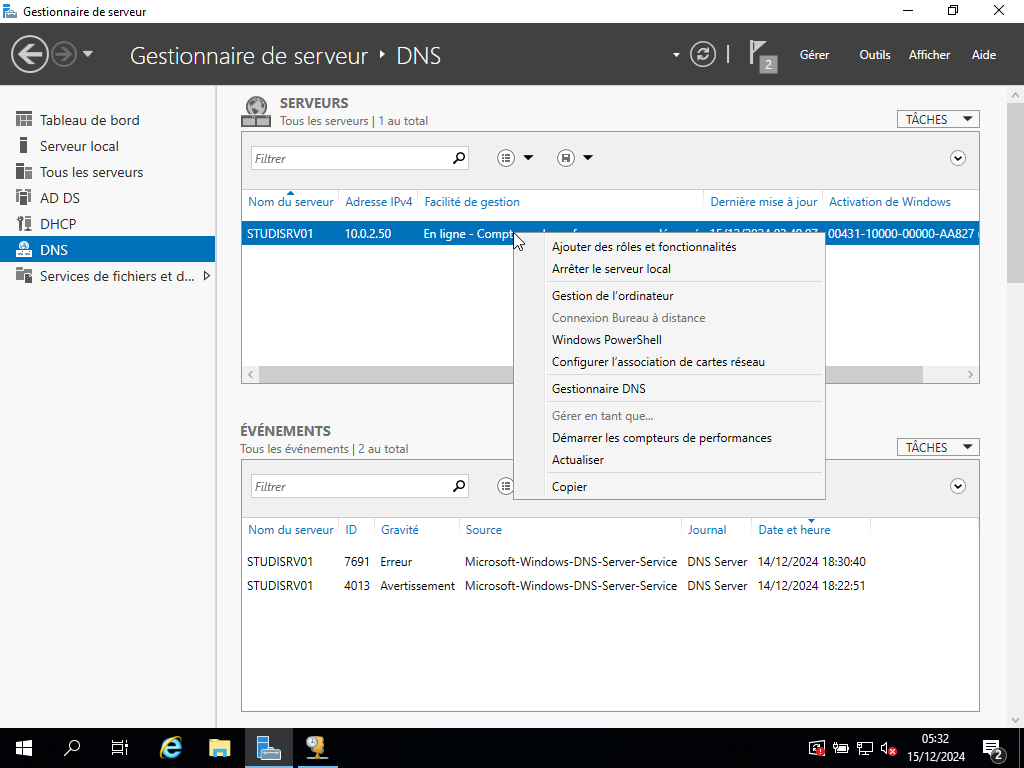 Gestionnaire de serveur
Gestionnaire de serveur ‣ DNS
2
Gérer
Outils
Afficher
Aide
Tableau de bord
Serveur local
Tous les serveurs
AD DS
DHCP
DNS
Services de fichiers et d...
SERVEURS
Tous les serveurs | 1 au total
TÂCHES
Filtrer
Nom du serveur Adresse IPv4 Facilité de gestion Dernière mise à jour Activation de Windows
STUDISRV01 10.0.2.50 En ligne - Compt 00431-10000-00000-AA827
Ajouter des rôles et fonctionnalités
Arrêter le serveur local
Gestion de l'ordinateur
Connexion Bureau à distance
Windows PowerShell
Configurer l'association de cartes réseau
Gestionnaire DNS
Gérer en tant que...
Démarrer les compteurs de performances
Actualiser
Copier
ÉVÉNEMENTS
Tous les événements | 2 au total
TÂCHES
Filtrer
Nom du serveur ID Gravité Source Journal Date et heure
STUDISRV01 7691 Erreur Microsoft-Windows-DNS-Server-Service DNS Server 14/12/2024 18:30:40
STUDISRV01 4013 Avertissement Microsoft-Windows-DNS-Server-Service DNS Server 14/12/2024 18:22:51
05:32
15/12/2024
2